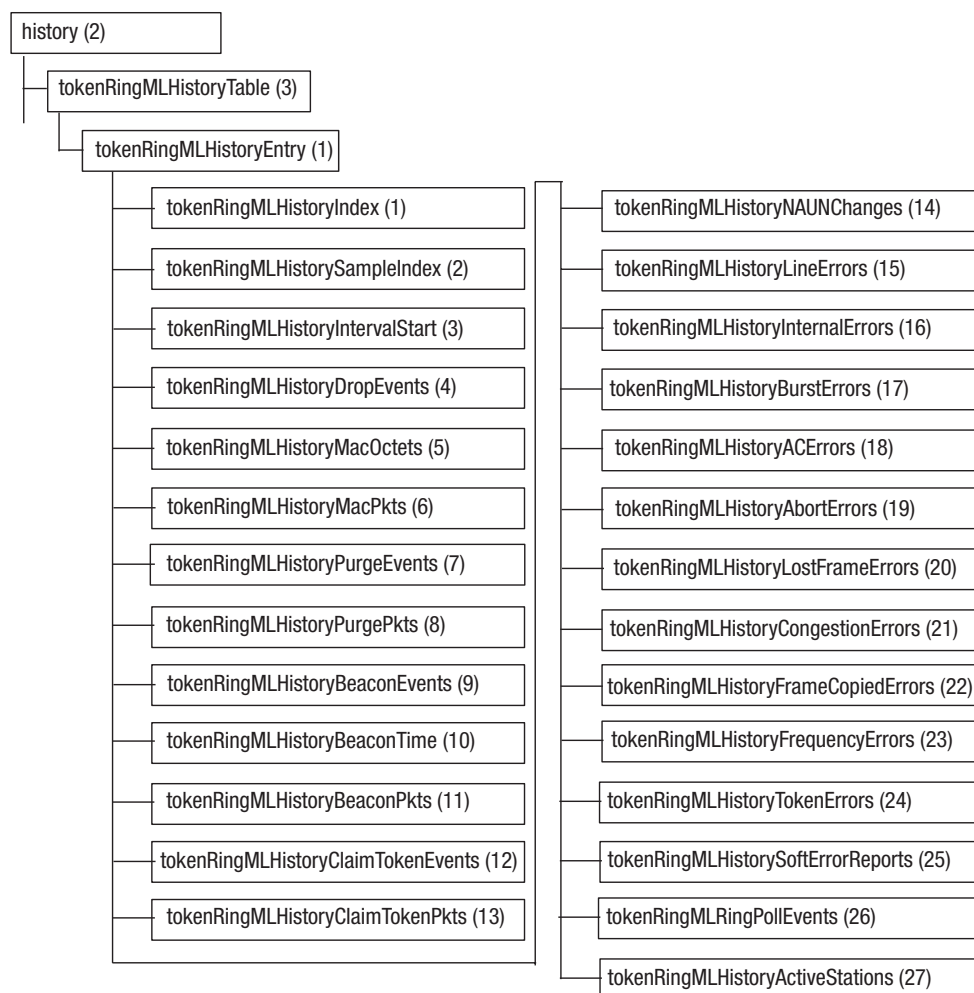 history (2)
tokenRingMLHistoryTable (3)
tokenRingMLHistoryEntry (1)
tokenRingMLHistoryIndex (1)
tokenRingMLHistorySampleIndex (2)
tokenRingMLHistoryIntervalStart (3)
tokenRingMLHistoryDropEvents (4)
tokenRingMLHistoryMacOctets (5)
tokenRingMLHistoryMacPkts (6)
tokenRingMLHistoryPurgeEvents (7)
tokenRingMLHistoryPurgePkts (8)
tokenRingMLHistoryBeaconEvents (9)
tokenRingMLHistoryBeaconTime (10)
tokenRingMLHistoryBeaconPkts (11)
tokenRingMLHistoryClaimTokenEvents (12)
tokenRingMLHistoryClaimTokenPkts (13)
tokenRingMLHistoryNAUNChanges (14)
tokenRingMLHistoryLineErrors (15)
tokenRingMLHistoryInternalErrors (16)
tokenRingMLHistoryBurstErrors (17)
tokenRingMLHistoryACErrors (18)
tokenRingMLHistoryAbortErrors (19)
tokenRingMLHistoryLostFrameErrors (20)
tokenRingMLHistoryCongestionErrors (21)
tokenRingMLHistoryFrameCopiedErrors (22)
tokenRingMLHistoryFrequencyErrors (23)
tokenRingMLHistoryTokenErrors (24)
tokenRingMLHistorySoftErrorReports (25)
tokenRingMLRingPollEvents (26)
tokenRingMLHistoryActiveStations (27)